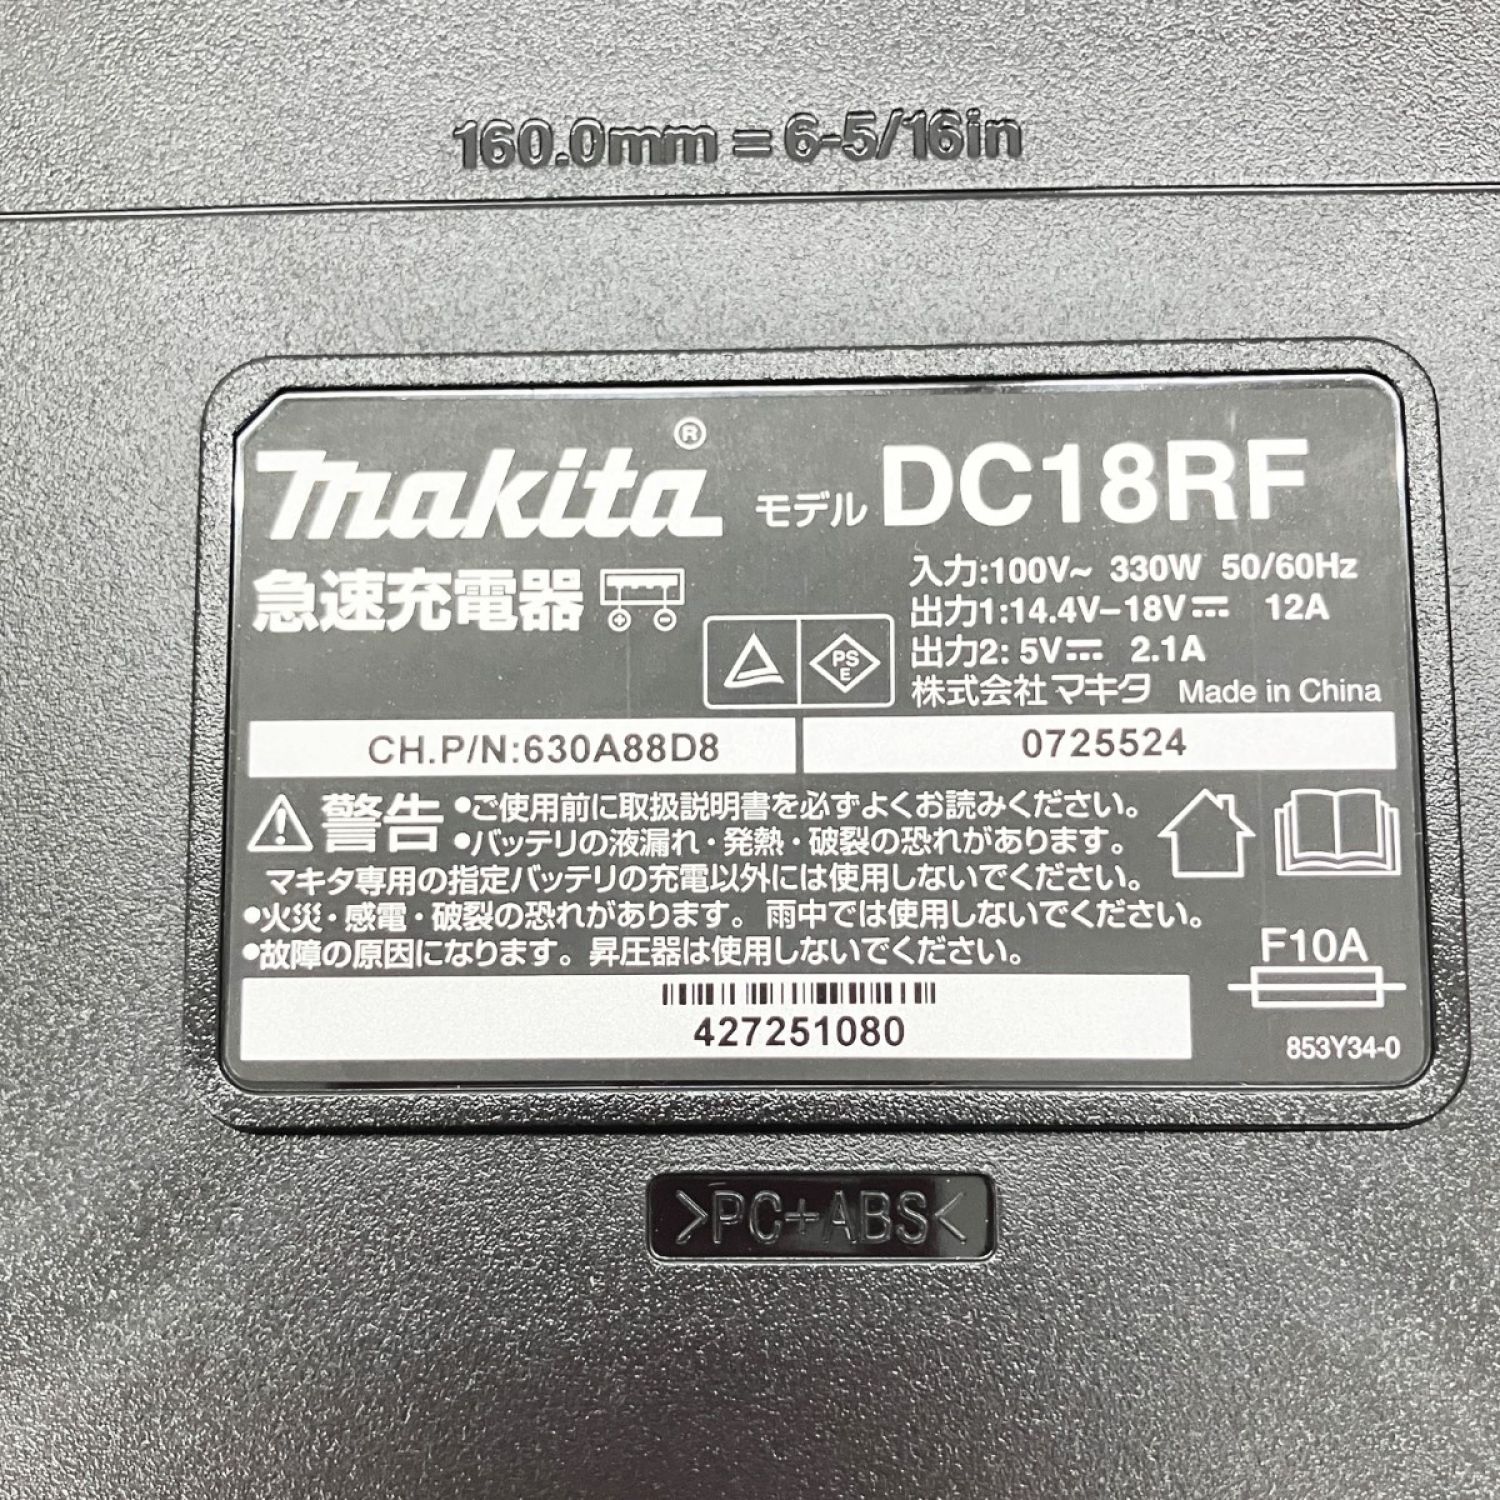 160.0mm = 6-5/16in
makita® モデル DC18RF
急速充電器
入力:100V~ 330W 50/60Hz
出力1:14.4V–18V⎓ 12A
出力2: 5V⎓ 2.1A
PS
E
株式会社マキタ Made in China
CH.P/N:630A88D8
0725524
警告 •ご使用前に取扱説明書を必ずよくお読みください。
•バッテリの液漏れ・発熱・破裂の恐れがあります。
マキタ専用の指定バッテリの充電以外には使用しないでください。
•火災・感電・破裂の恐れがあります。雨中では使用しないでください。
•故障の原因になります。昇圧器は使用しないでください。
F10A
427251080
853Y34-0
>PC+ABS<